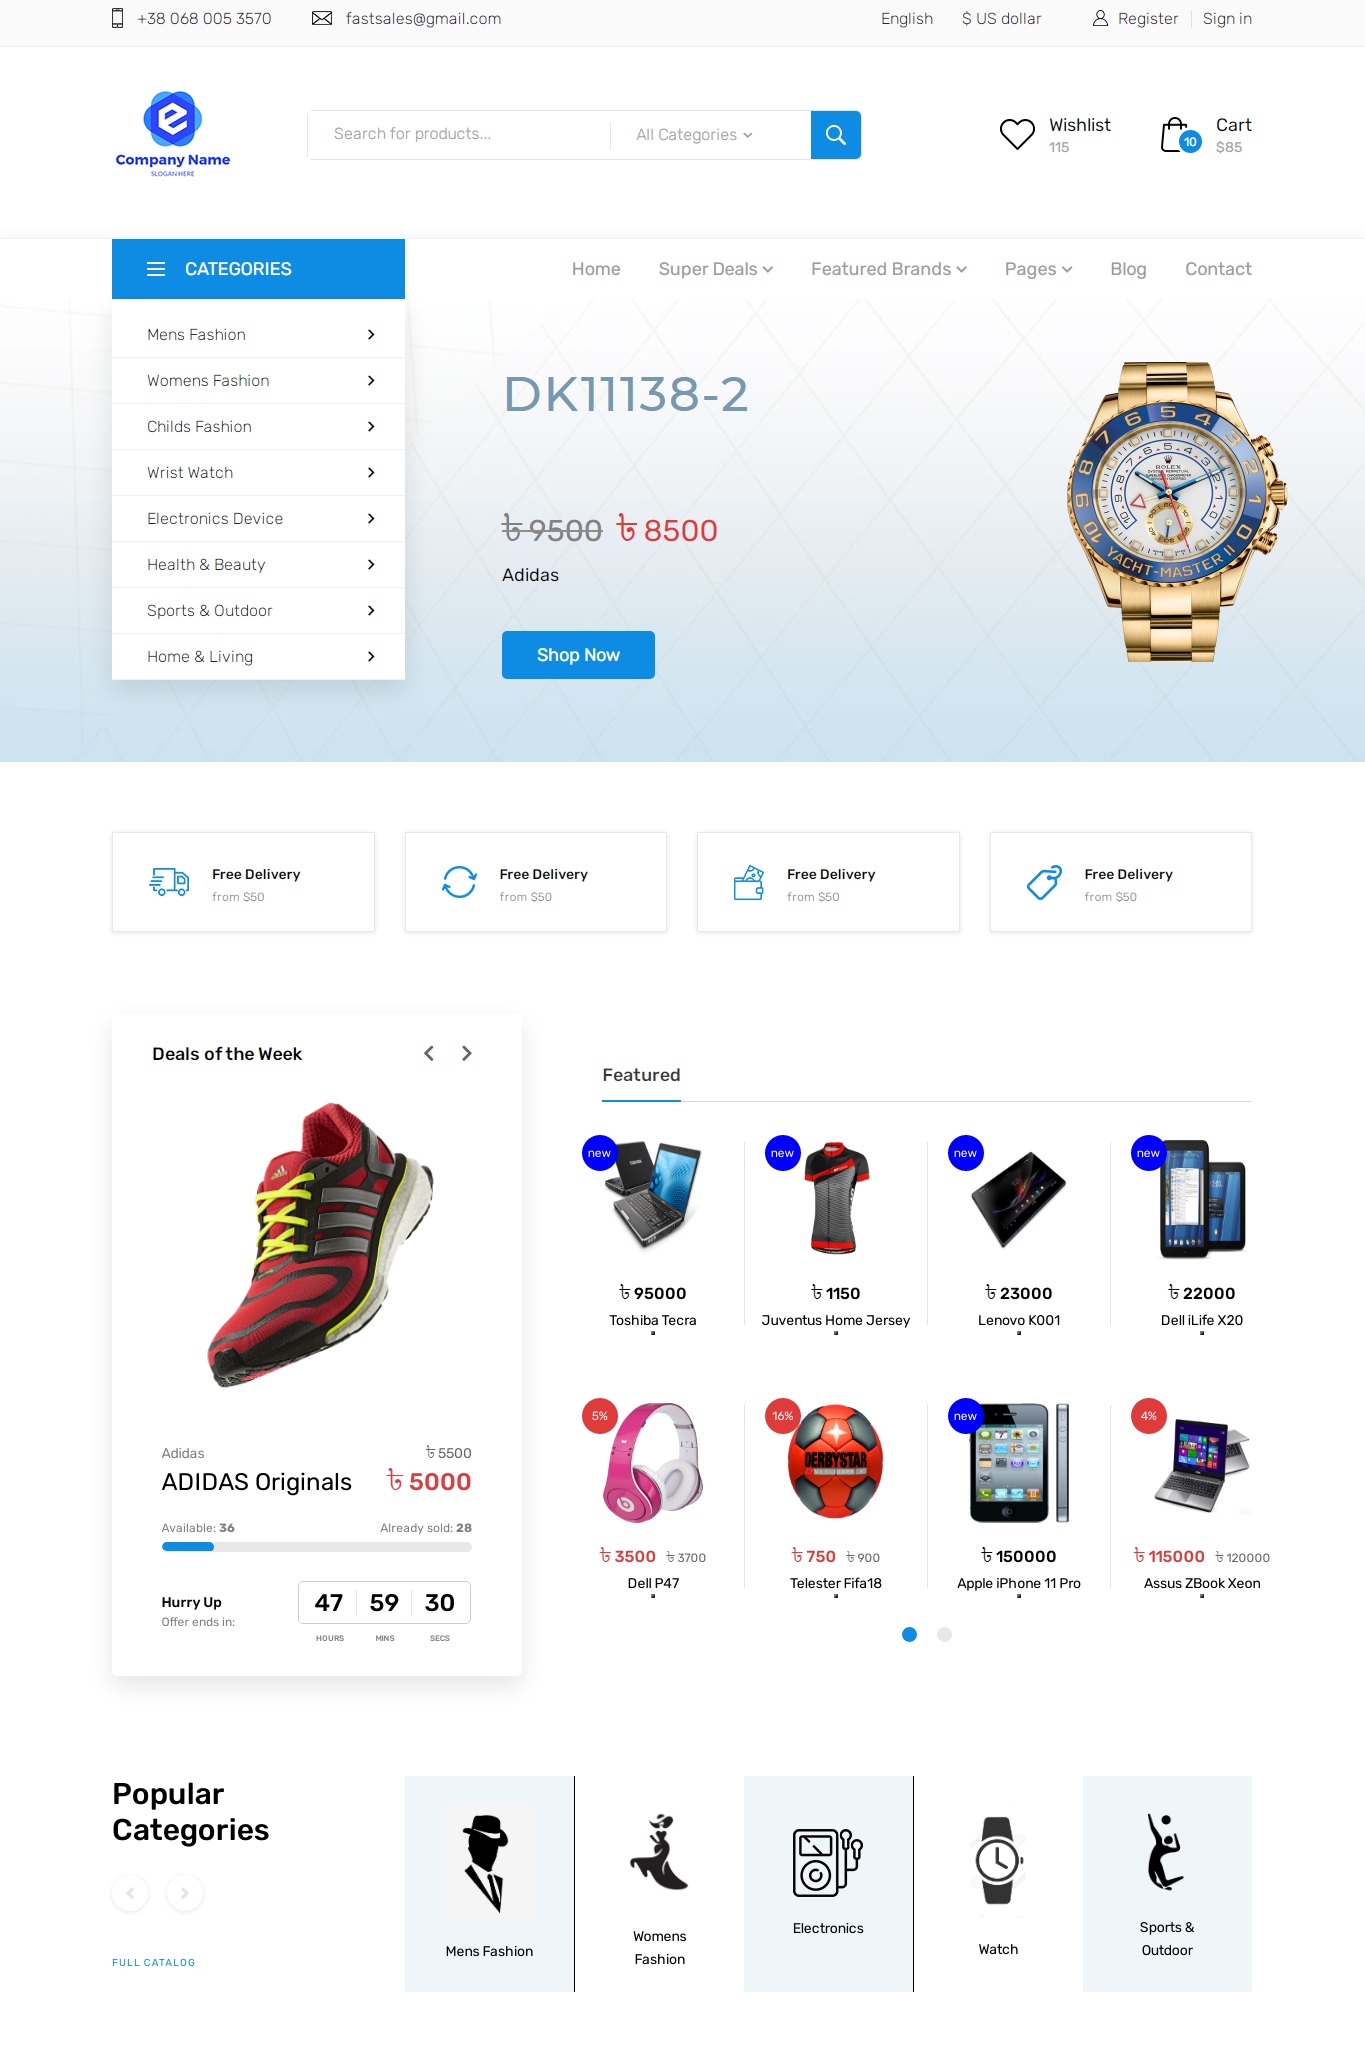 +38 068 005 3570
fastsales@gmail.com
English
$ US dollar
Register
Sign in
Company Name
SLOGAN HERE
Search for products...
All Categories
Wishlist
115
10
Cart
$85
CATEGORIES
Home
Super Deals
Featured Brands
Pages
Blog
Contact
Mens Fashion
Womens Fashion
Childs Fashion
Wrist Watch
Electronics Device
Health & Beauty
Sports & Outdoor
Home & Living
DK11138-2
৳ 9500 ৳ 8500
Adidas
Shop Now
ROLEX
YACHT-MASTER II
Free Delivery
from $50
Free Delivery
from $50
Free Delivery
from $50
Free Delivery
from $50
Deals of the Week
Adidas
৳ 5500
ADIDAS Originals
৳ 5000
Available: 36
Already sold: 28
Hurry Up
Offer ends in:
47 59 30
HOURS MINS SECS
Featured
new
৳ 95000
Toshiba Tecra
new
৳ 1150
Juventus Home Jersey
new
৳ 23000
Lenovo K001
new
৳ 22000
Dell iLife X20
5%
৳ 3500 ৳ 3700
Dell P47
16%
DERBYSTAR
৳ 750 ৳ 900
Telester Fifa18
new
৳ 150000
Apple iPhone 11 Pro
4%
৳ 115000 ৳ 120000
Assus ZBook Xeon
Popular
Categories
FULL CATALOG
Mens Fashion
Womens
Fashion
Electronics
Watch
Sports &
Outdoor